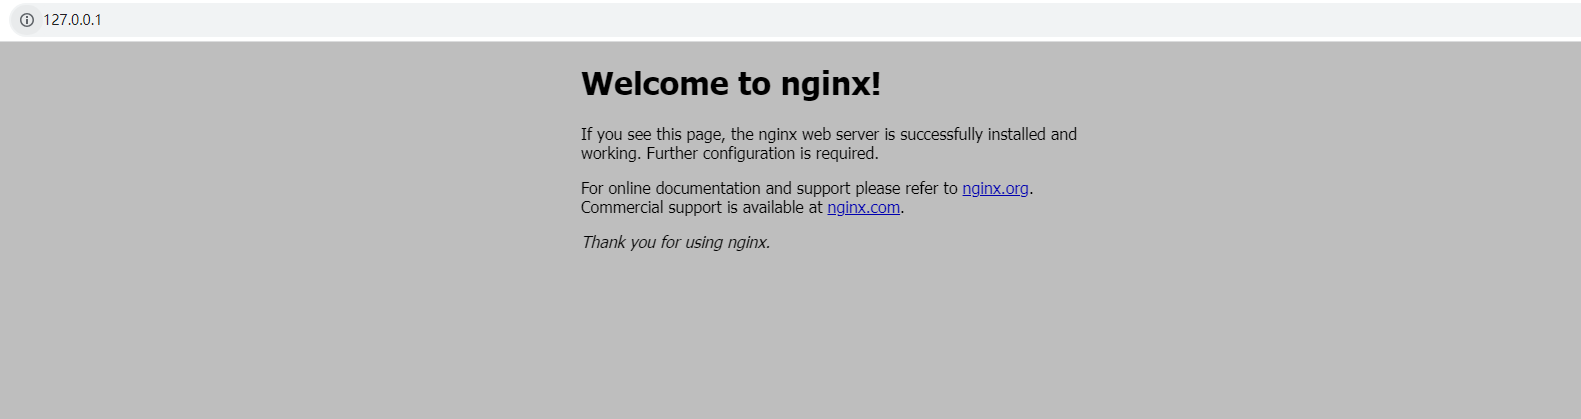 127.0.0.1
Welcome to nginx!
If you see this page, the nginx web server is successfully installed and
working. Further configuration is required.
For online documentation and support please refer to nginx.org.
Commercial support is available at nginx.com.
Thank you for using nginx.